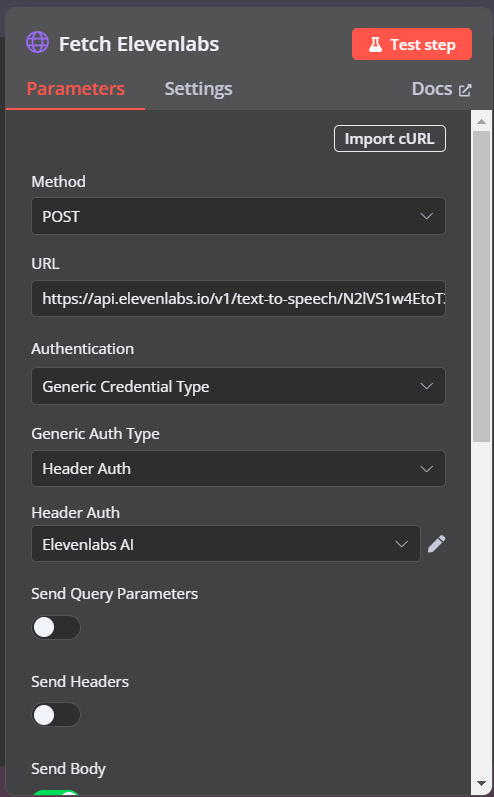 Fetch Elevenlabs
Test step
Parameters
Settings
Docs
Import cURL
Method
POST
URL
https://api.elevenlabs.io/v1/text-to-speech/N2lVS1w4EtoT
Authentication
Generic Credential Type
Generic Auth Type
Header Auth
Header Auth
Elevenlabs AI
Send Query Parameters
Send Headers
Send Body